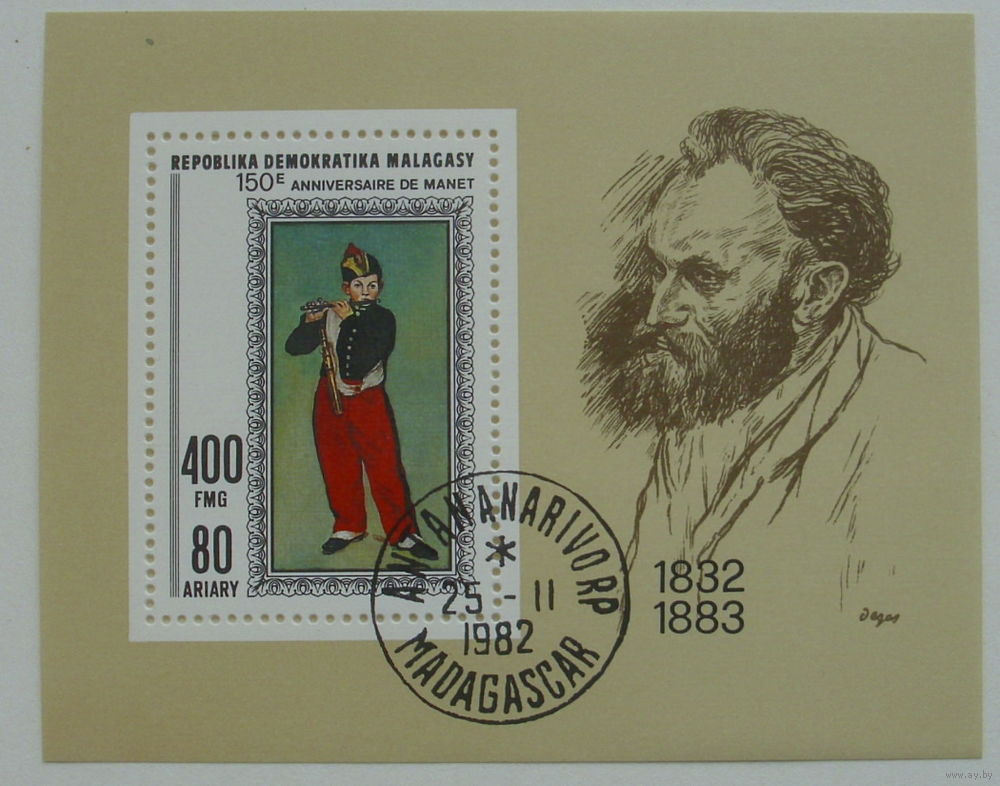 REPOBLIKA DEMOKRATIKA MALAGASY
150E ANNIVERSAIRE DE MANET
400
FMG
80
ARIARY
ANTANANARIVO RP
25 - 11
1982
MADAGASCAR
1832
1883
Degas
www.ay.by